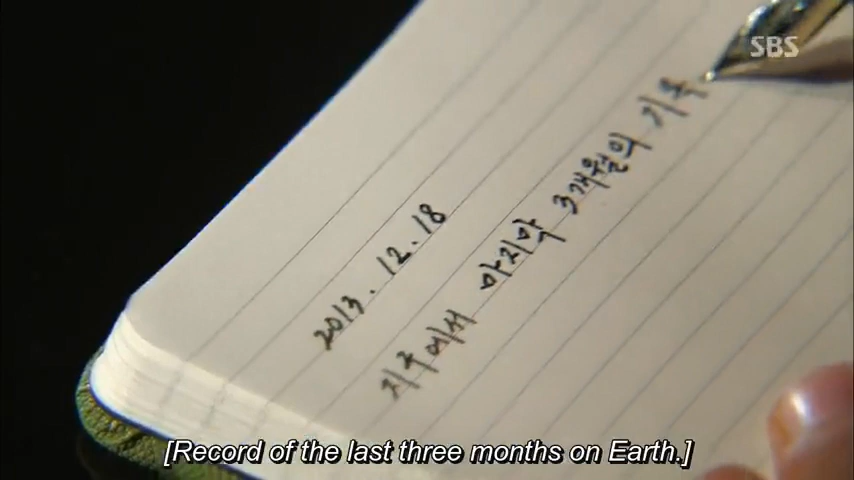 SBS
2013.12.18
지구에서 마지막 3개월의 기록
[Record of the last three months on Earth.]